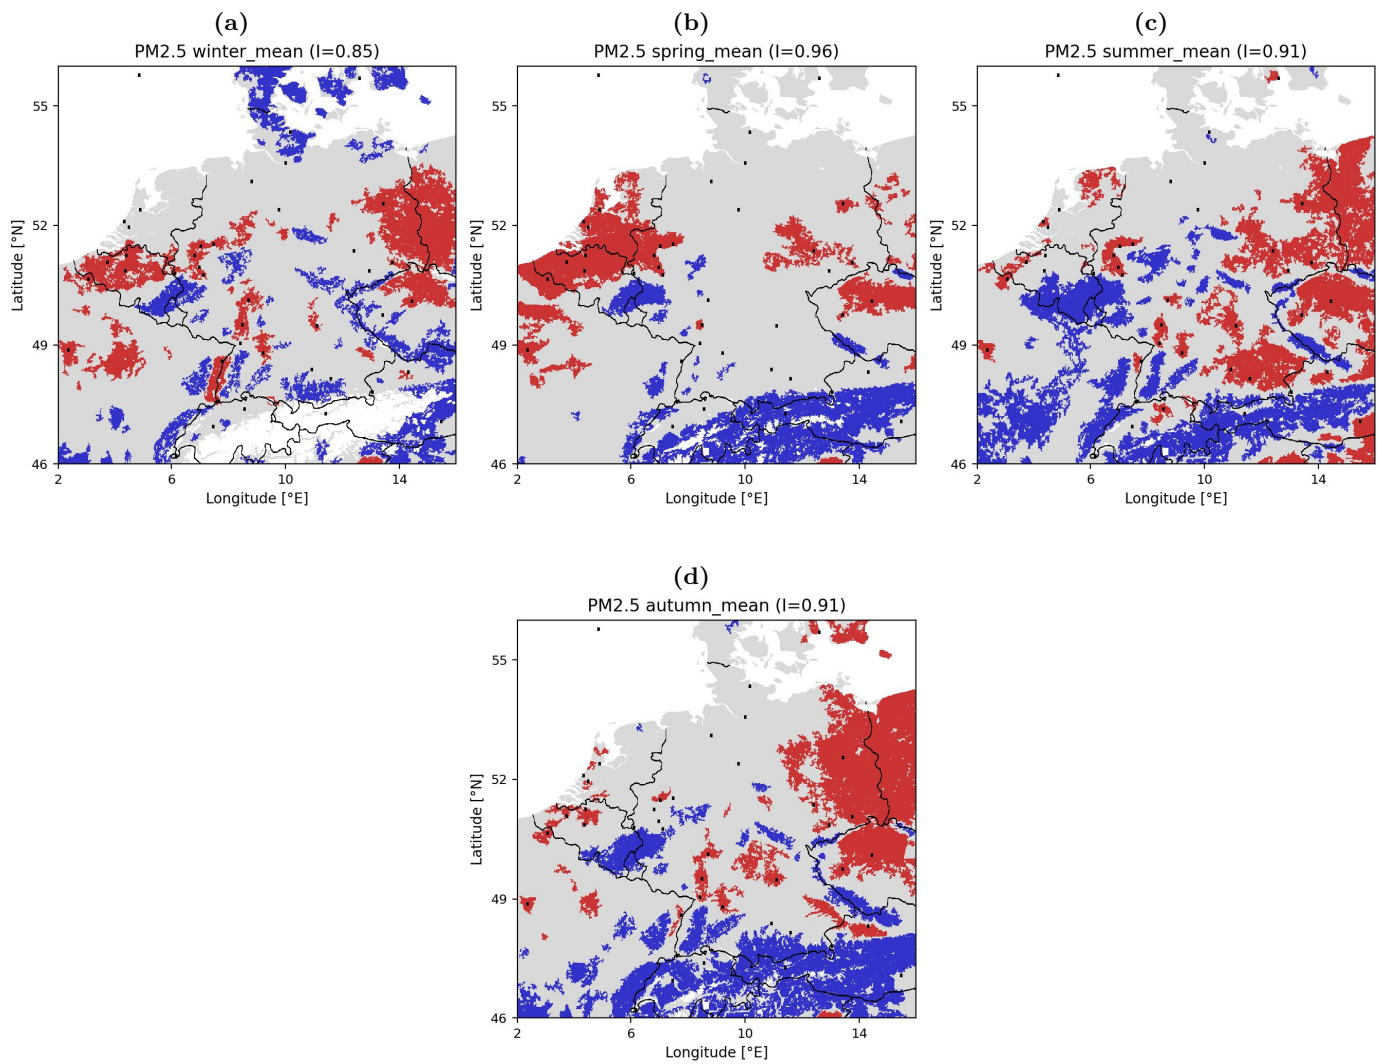 (a)
PM2.5 winter_mean (I=0.85)
55
52
49
46
2
6
10
14
Latitude [°N]
Longitude [°E]
(b)
PM2.5 spring_mean (I=0.96)
55
52
49
46
2
6
10
14
Latitude [°N]
Longitude [°E]
(c)
PM2.5 summer_mean (I=0.91)
55
52
49
46
2
6
10
14
Latitude [°N]
Longitude [°E]
(d)
PM2.5 autumn_mean (I=0.91)
55
52
49
46
2
6
10
14
Latitude [°N]
Longitude [°E]